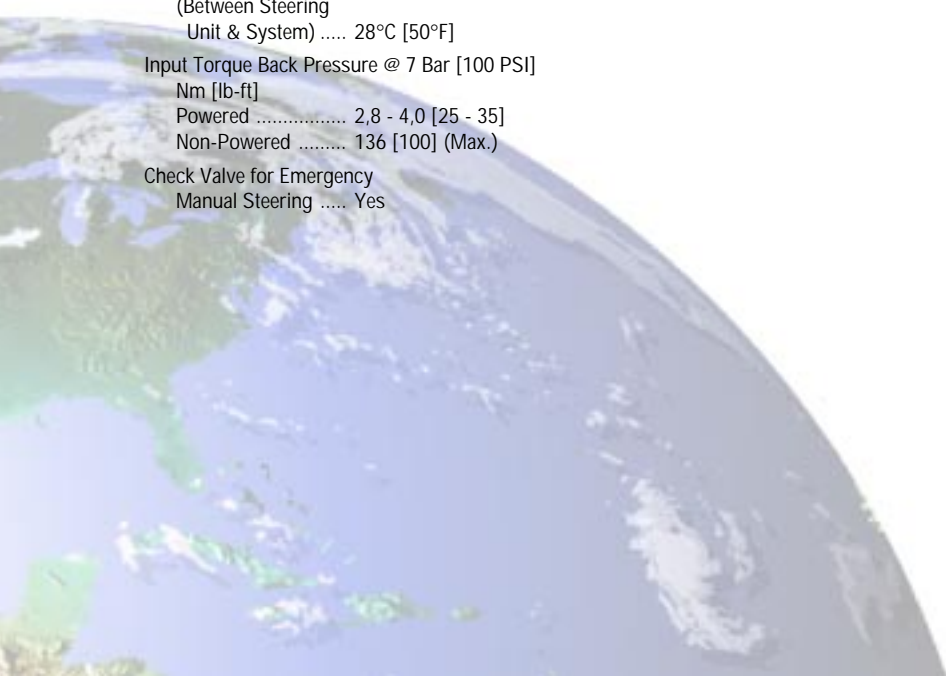 (Between Steering
Unit & System) ..... 28°C [50°F]
Input Torque Back Pressure @ 7 Bar [100 PSI]
Nm [lb-ft]
Powered ................ 2,8 - 4,0 [25 - 35]
Non-Powered ......... 136 [100] (Max.)
Check Valve for Emergency
Manual Steering ..... Yes